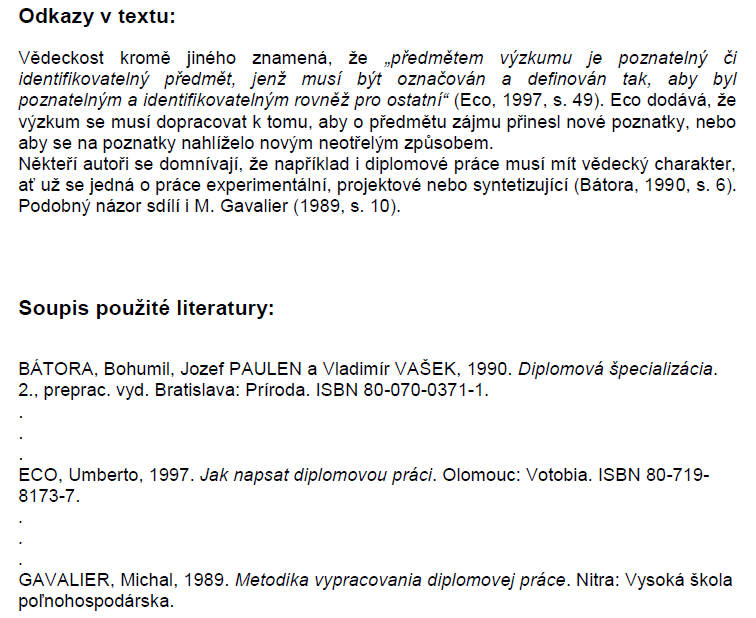 Odkazy v textu:
Vědeckost kromě jiného znamená, že „předmětem výzkumu je poznatelný či
identifikovatelný předmět, jenž musí být označován a definován tak, aby byl
poznatelným a identifikovatelným rovněž pro ostatní“ (Eco, 1997, s. 49). Eco dodává, že
výzkum se musí dopracovat k tomu, aby o předmětu zájmu přinesl nové poznatky, nebo
aby se na poznatky nahlíželo novým neotřelým způsobem.
Někteří autoři se domnívají, že například i diplomové práce musí mít vědecký charakter,
ať už se jedná o práce experimentální, projektové nebo syntetizující (Bátora, 1990, s. 6).
Podobný názor sdílí i M. Gavalier (1989, s. 10).
Soupis použité literatury:
BÁTORA, Bohumil, Jozef PAULEN a Vladimír VAŠEK, 1990. Diplomová špecializácia.
2., preprac. vyd. Bratislava: Príroda. ISBN 80-070-0371-1.
.
.
.
ECO, Umberto, 1997. Jak napsat diplomovou práci. Olomouc: Votobia. ISBN 80-719-
8173-7.
.
.
.
GAVALIER, Michal, 1989. Metodika vypracovania diplomovej práce. Nitra: Vysoká škola
poľnohospodárska.